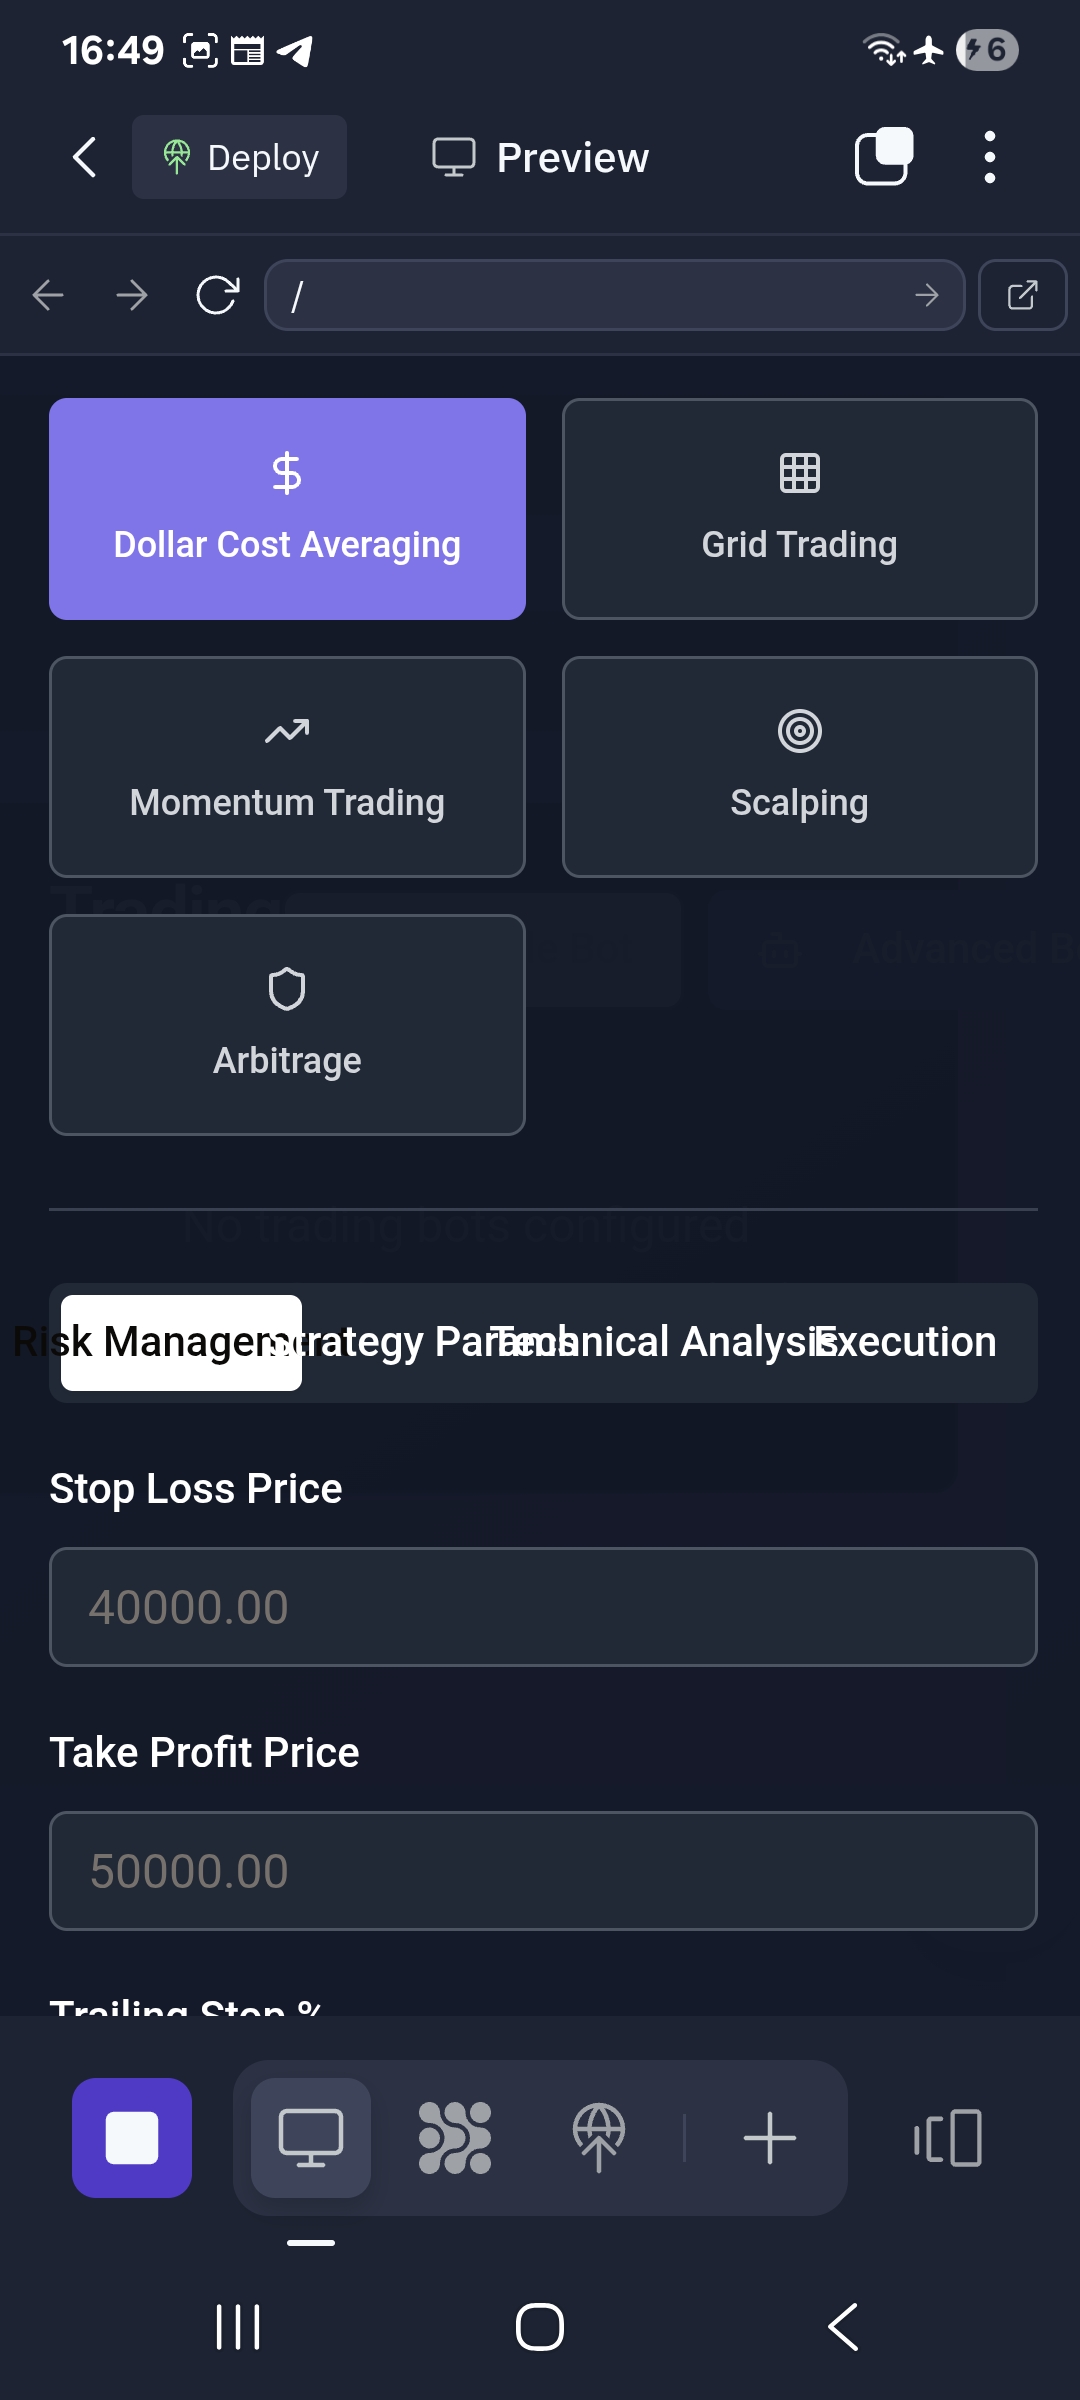 16:49
6
Deploy
Preview
/
Dollar Cost Averaging
Grid Trading
Momentum Trading
Scalping
Trading
Advanced B
Arbitrage
No trading bots configured
Risk Management
Strategy Params
Technical Analysis
Execution
Stop Loss Price
40000.00
Take Profit Price
50000.00
Trailing Stop %